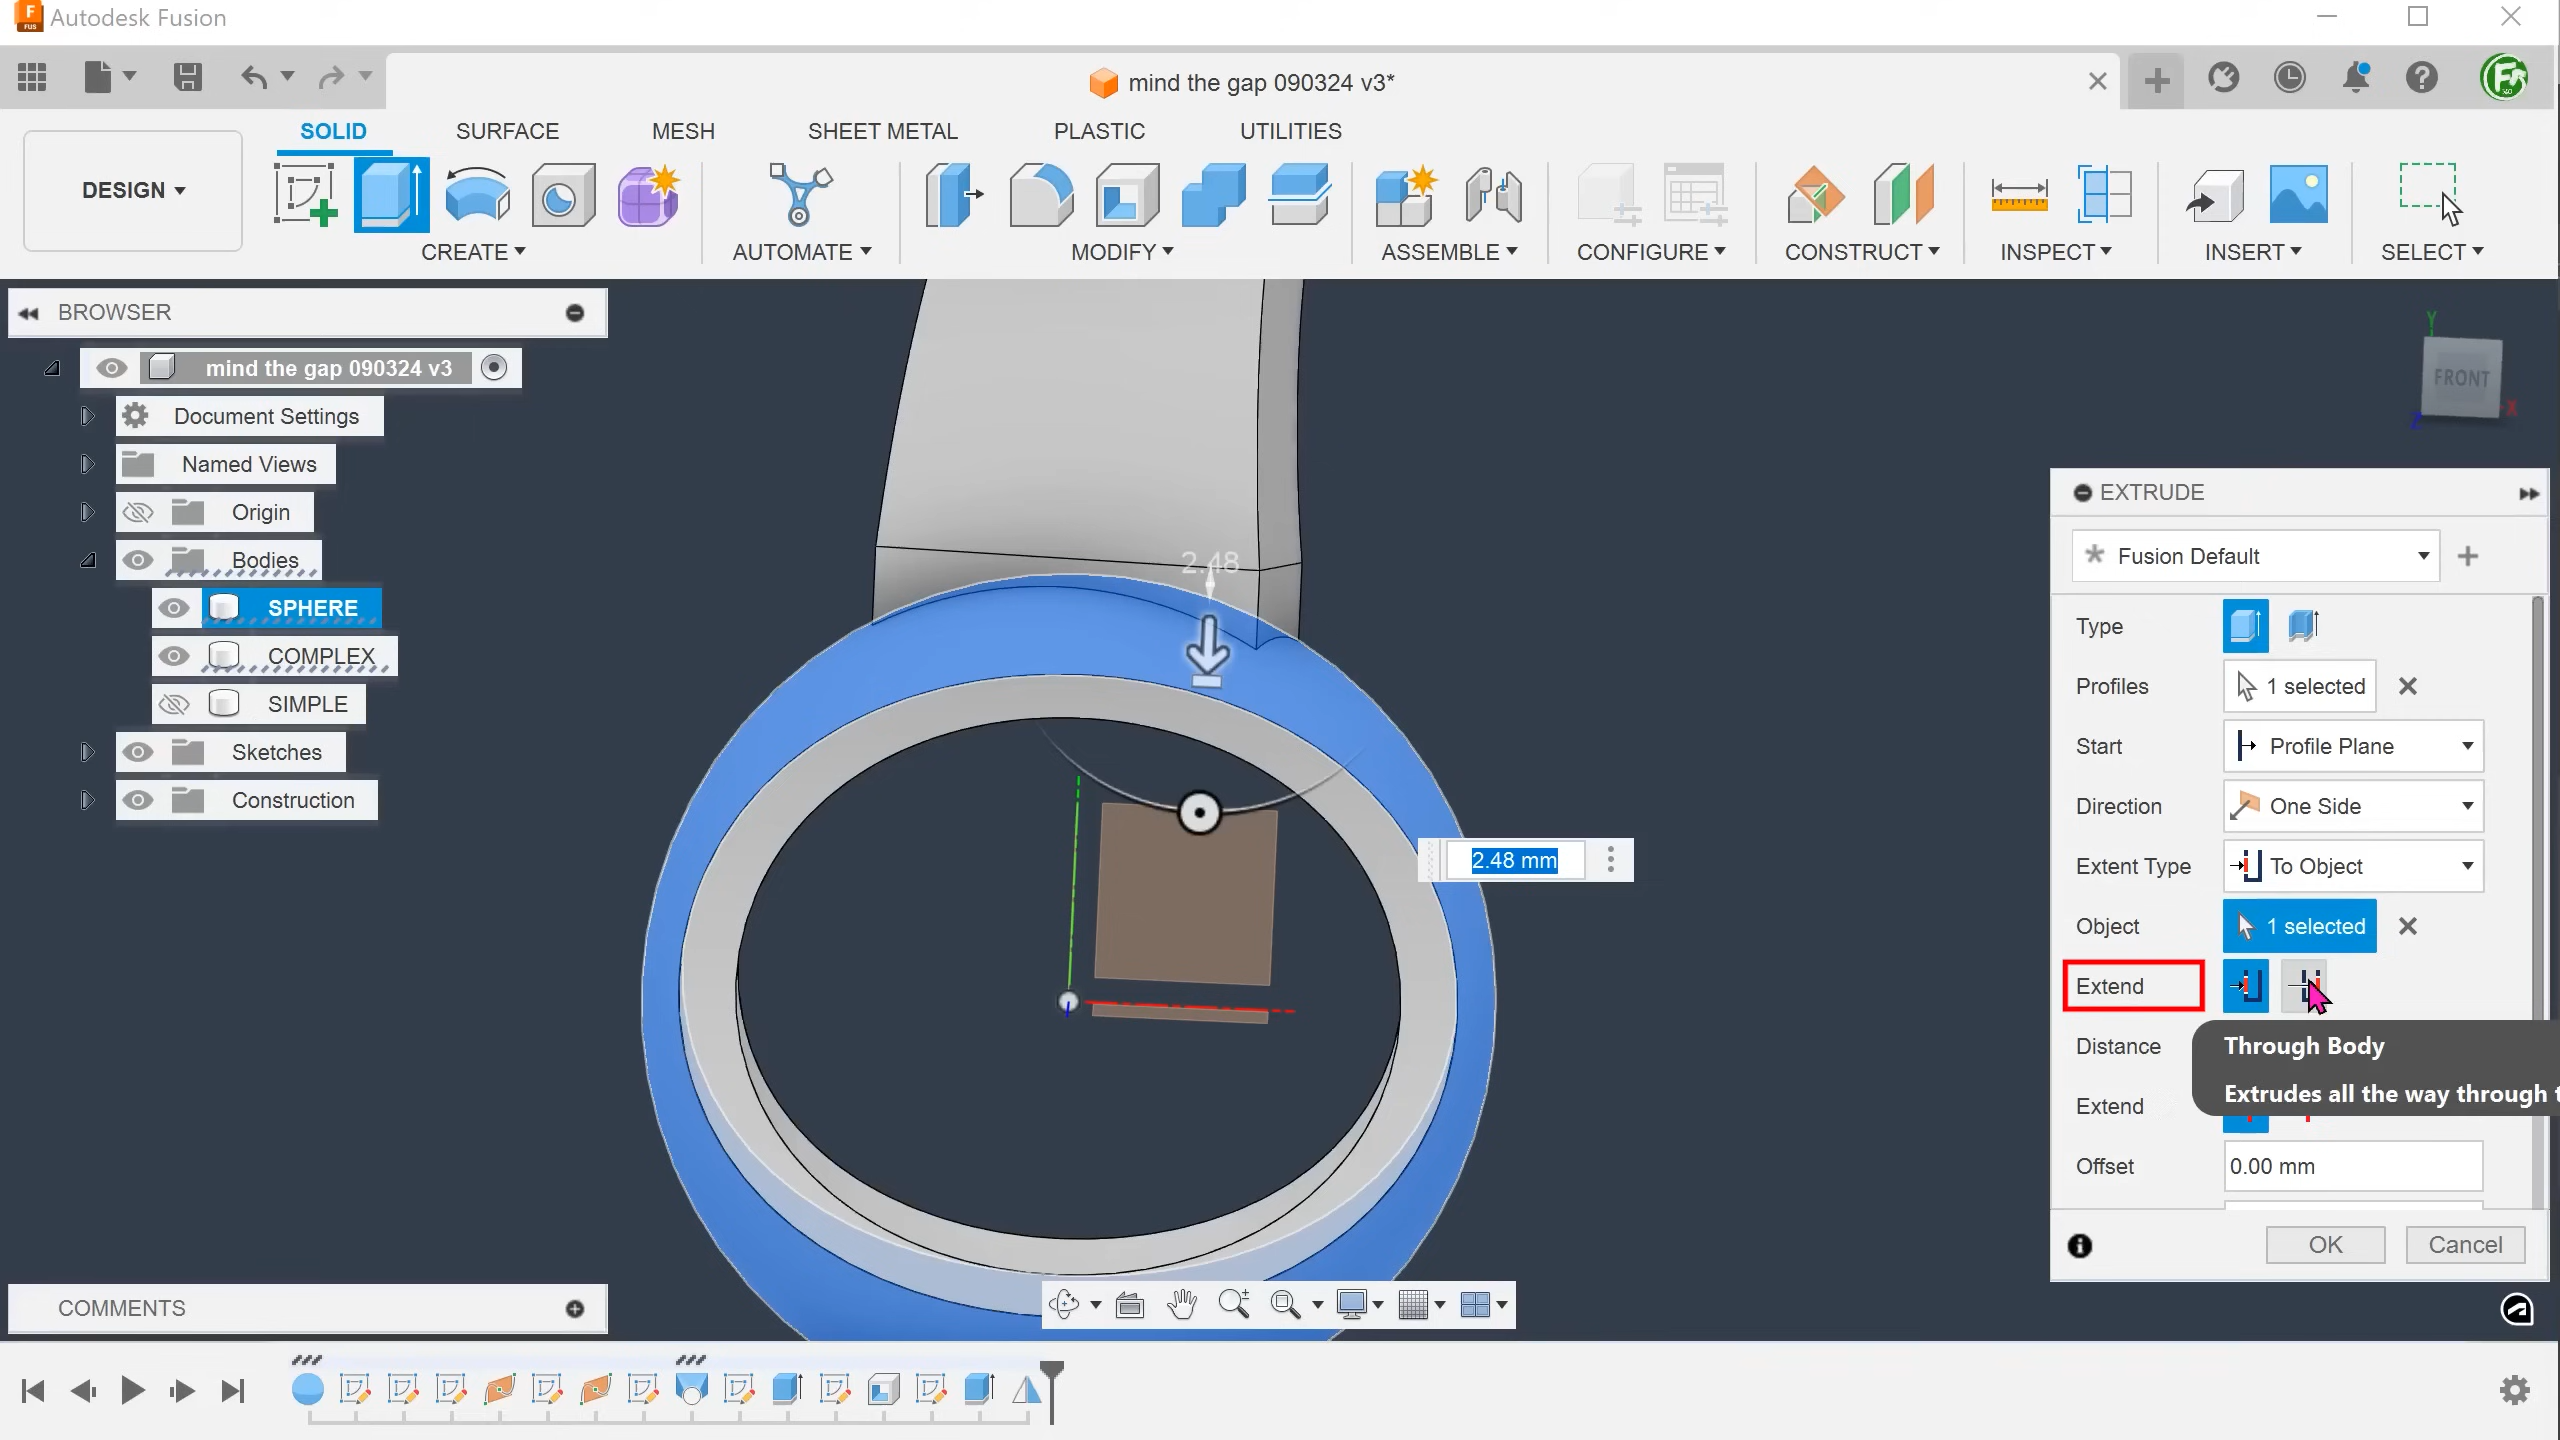 Autodesk Fusion
mind the gap 090324 v3*
SOLID SURFACE MESH SHEET METAL PLASTIC UTILITIES
DESIGN
CREATE AUTOMATE MODIFY ASSEMBLE CONFIGURE CONSTRUCT INSPECT INSERT SELECT
BROWSER
mind the gap 090324 v3
Document Settings
Named Views
Origin
Bodies
SPHERE
COMPLEX
SIMPLE
Sketches
Construction
2.48
2.48 mm
Y
FRONT
X
Z
EXTRUDE
Fusion Default
Type
Profiles 1 selected
Start Profile Plane
Direction One Side
Extent Type To Object
Object 1 selected
Extend
Distance
Through Body
Extrudes all the way through t
Extend
Offset 0.00 mm
OK Cancel
COMMENTS